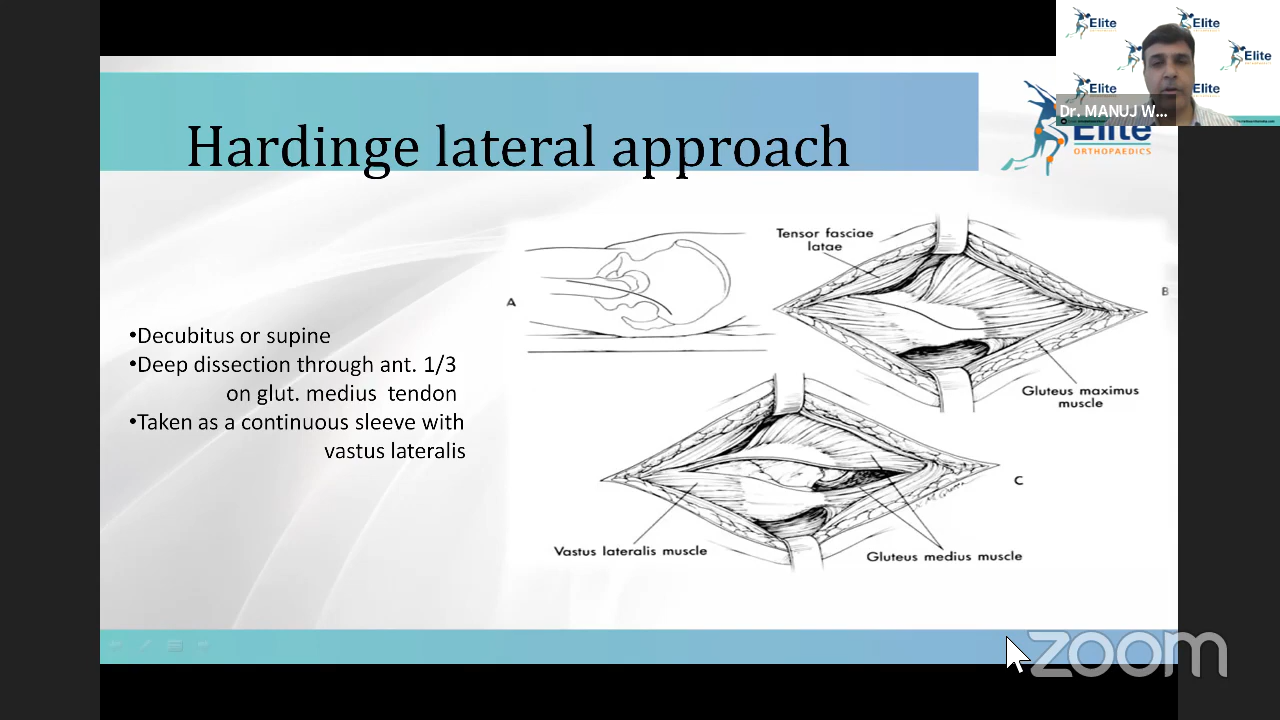 Hardinge lateral approach
•Decubitus or supine
•Deep dissection through ant. 1/3
on glut. medius tendon
•Taken as a continuous sleeve with
vastus lateralis
A
Tensor fasciae
latae
B
Gluteus maximus
muscle
C
Vastus lateralis muscle
Gluteus medius muscle
Elite
ORTHOPAEDICS
Elite
Elite
Elite
Elite
Elite
Dr. MANUJ W...
zoom